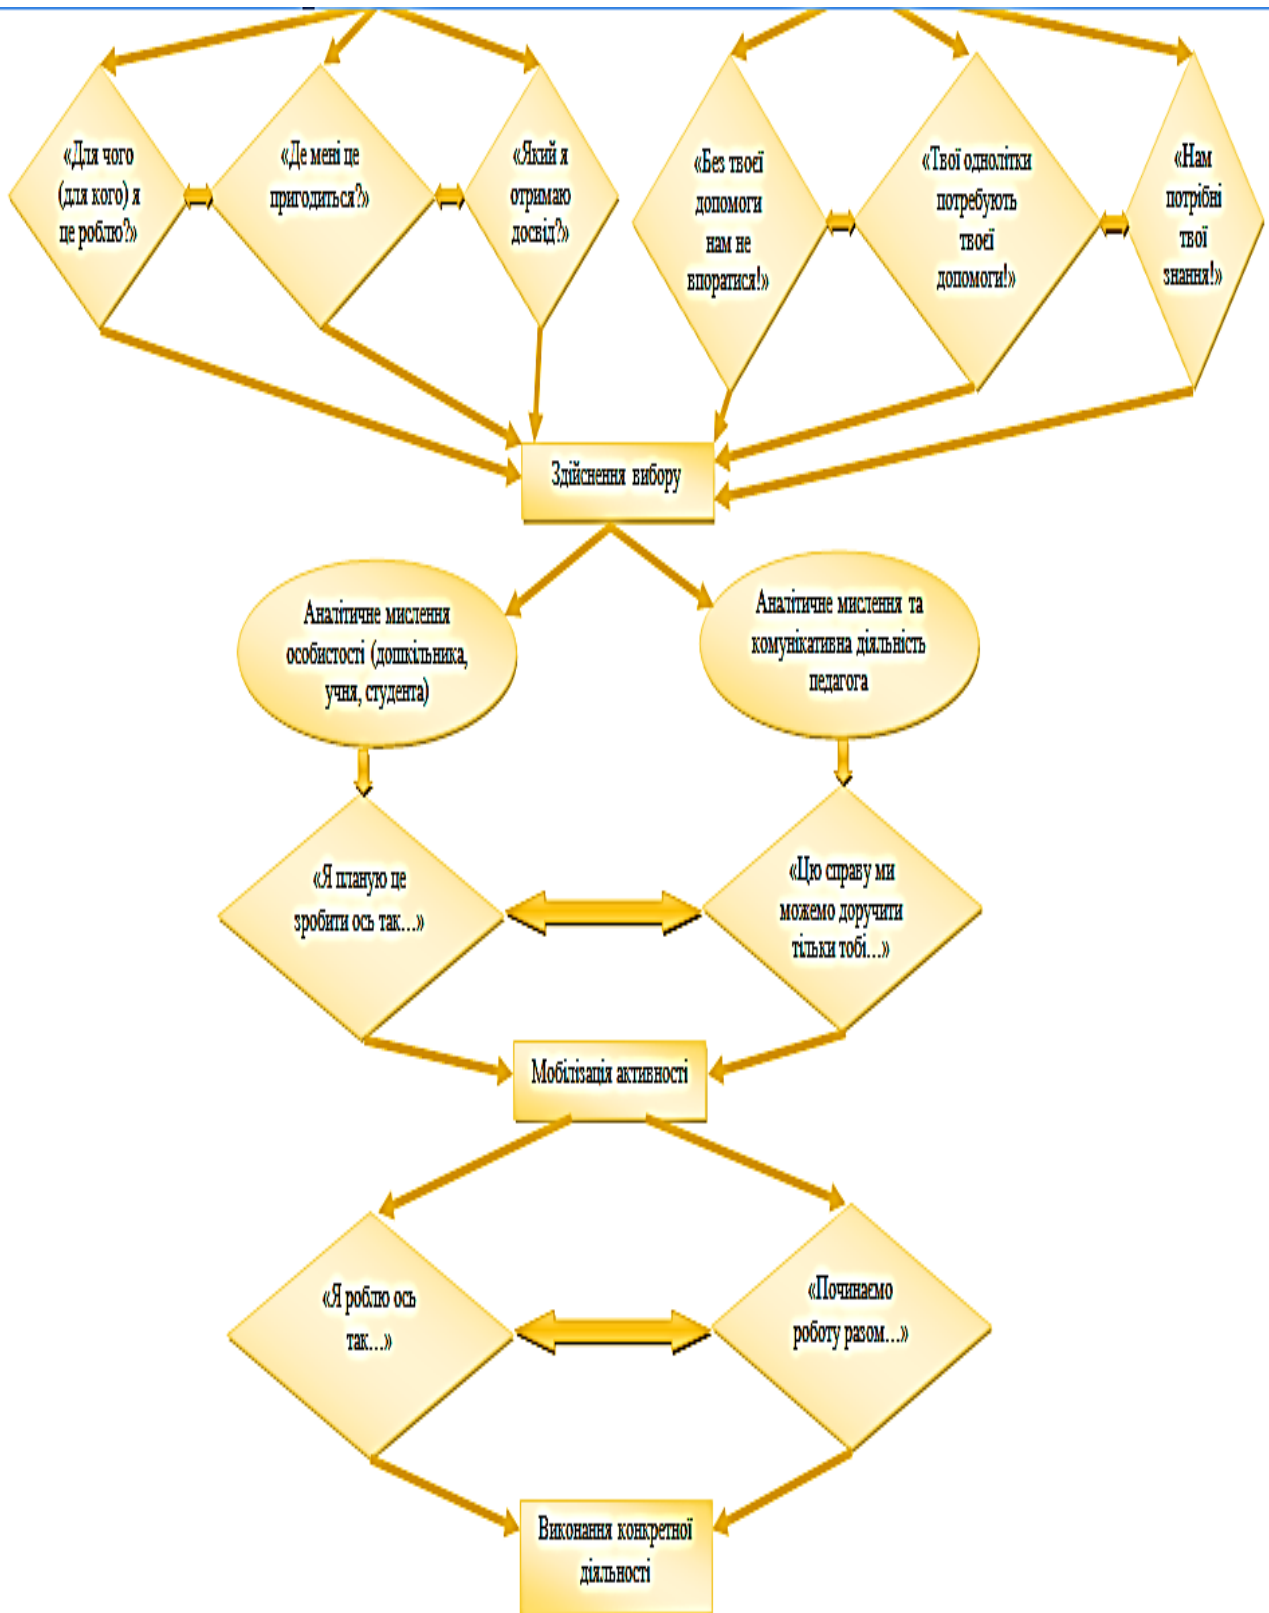 «Для чого
(для кого) я
це роблю?»
«Де мені це
пригодиться?»
«Який я
отримаю
досвід?»
«Без твоєї
допомоги
нам не
впоратися!»
«Твої однолітки
потребують
твоєї
допомоги!»
«Нам
потрібні
твої
знання!»
Здійснення вибору
Аналітичне мислення
особистості (дошкільника,
учня, студента)
Аналітичне мислення та
комунікативна діяльність
педагога
«Я планую це
зробити ось так...»
«Цю справу ми
можемо доручити
тільки тобі...»
Мобілізація активності
«Я роблю ось
так...»
«Починаємо
роботу разом...»
Виконання конкретної
діяльності